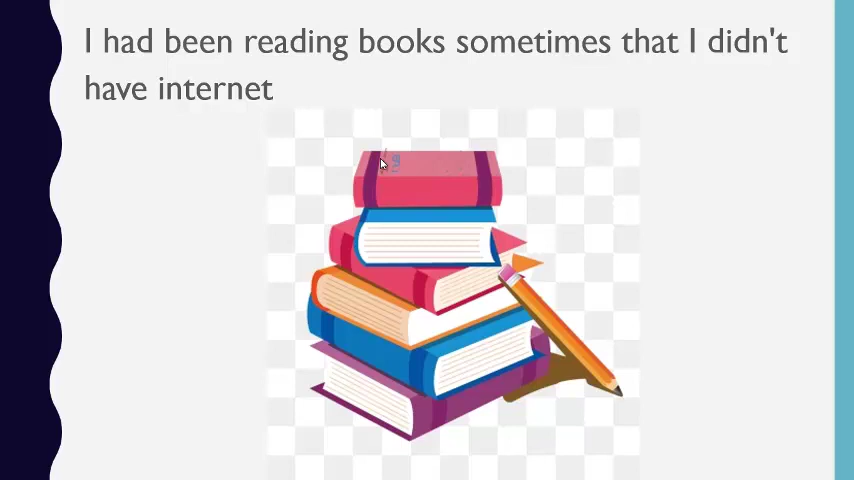 I had been reading books sometimes that I didn't
have internet